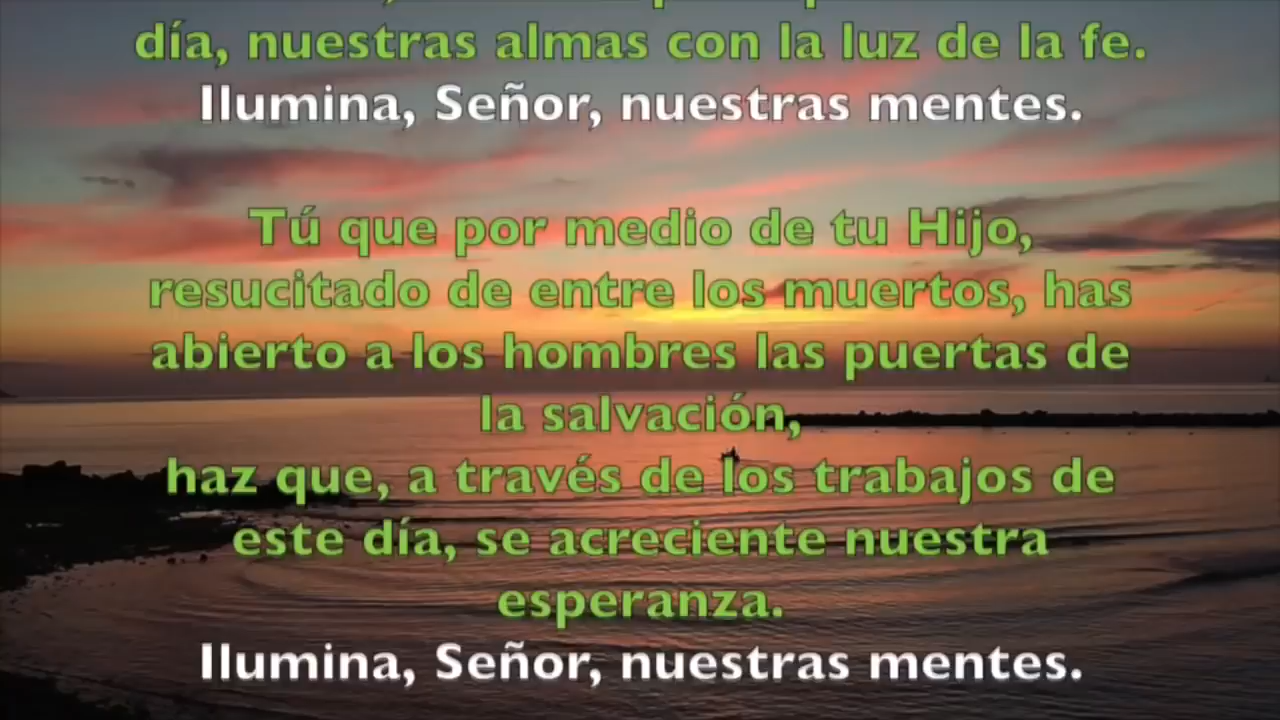 día, nuestras almas con la luz de la fe.
Ilumina, Señor, nuestras mentes.
Tú que por medio de tu Hijo,
resucitado de entre los muertos, has
abierto a los hombres las puertas de
la salvación,
haz que, a través de los trabajos de
este día, se acreciente nuestra
esperanza.
Ilumina, Señor, nuestras mentes.